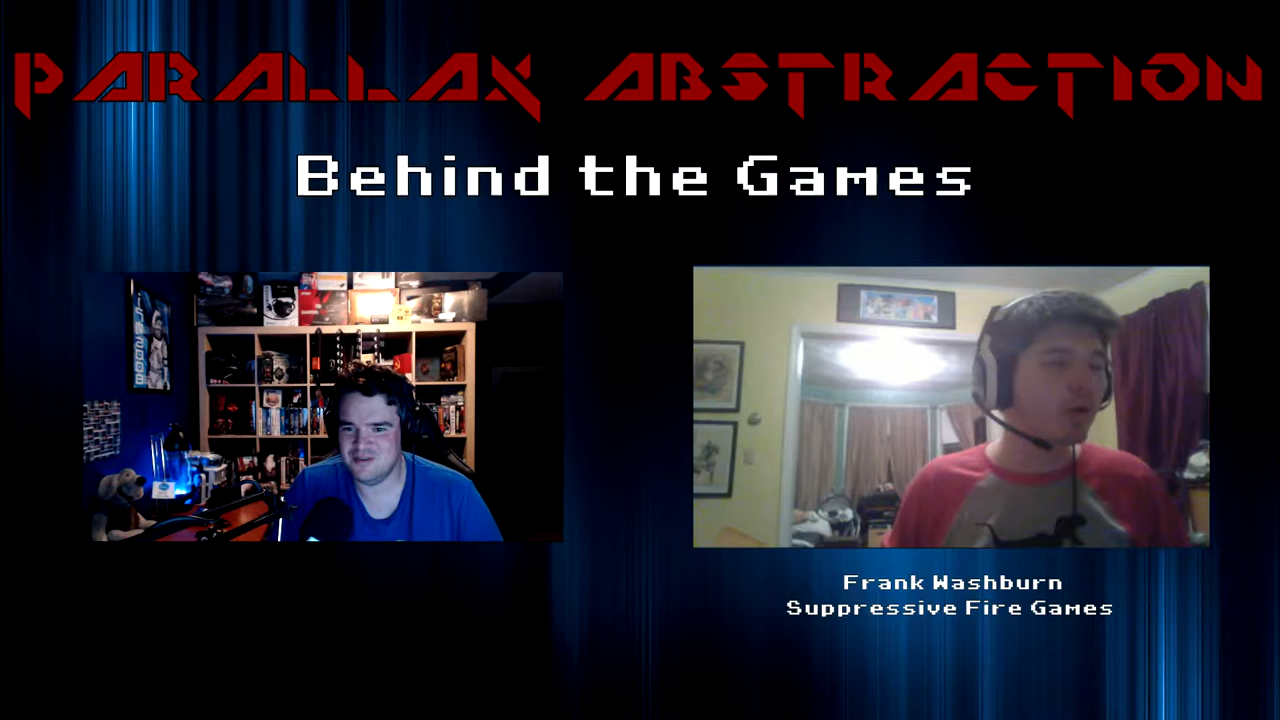 PARALLAX ABSTRACTION
Behind the Games
Frank Washburn
Suppressive Fire Games